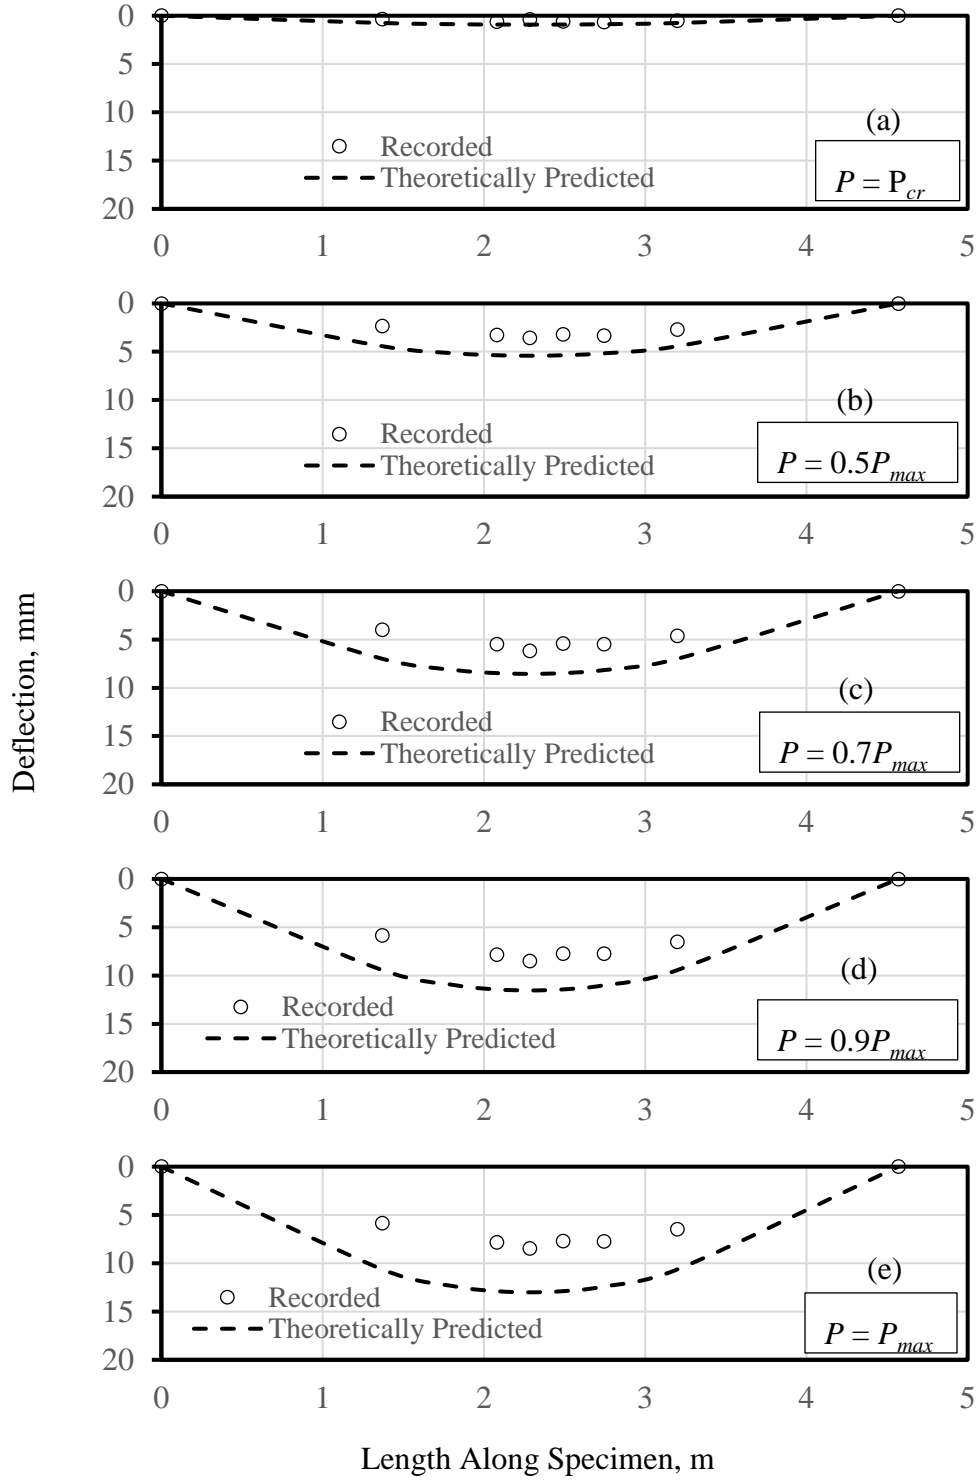 0
5
10
15
20
Recorded
Theoretically Predicted
(a)
P = P_cr
0 1 2 3 4 5
0
5
10
15
20
Recorded
Theoretically Predicted
(b)
P = 0.5P_max
0 1 2 3 4 5
Deflection, mm
0
5
10
15
20
Recorded
Theoretically Predicted
(c)
P = 0.7P_max
0 1 2 3 4 5
0
5
10
15
20
Recorded
Theoretically Predicted
(d)
P = 0.9P_max
0 1 2 3 4 5
0
5
10
15
20
Recorded
Theoretically Predicted
(e)
P = P_max
0 1 2 3 4 5
Length Along Specimen, m